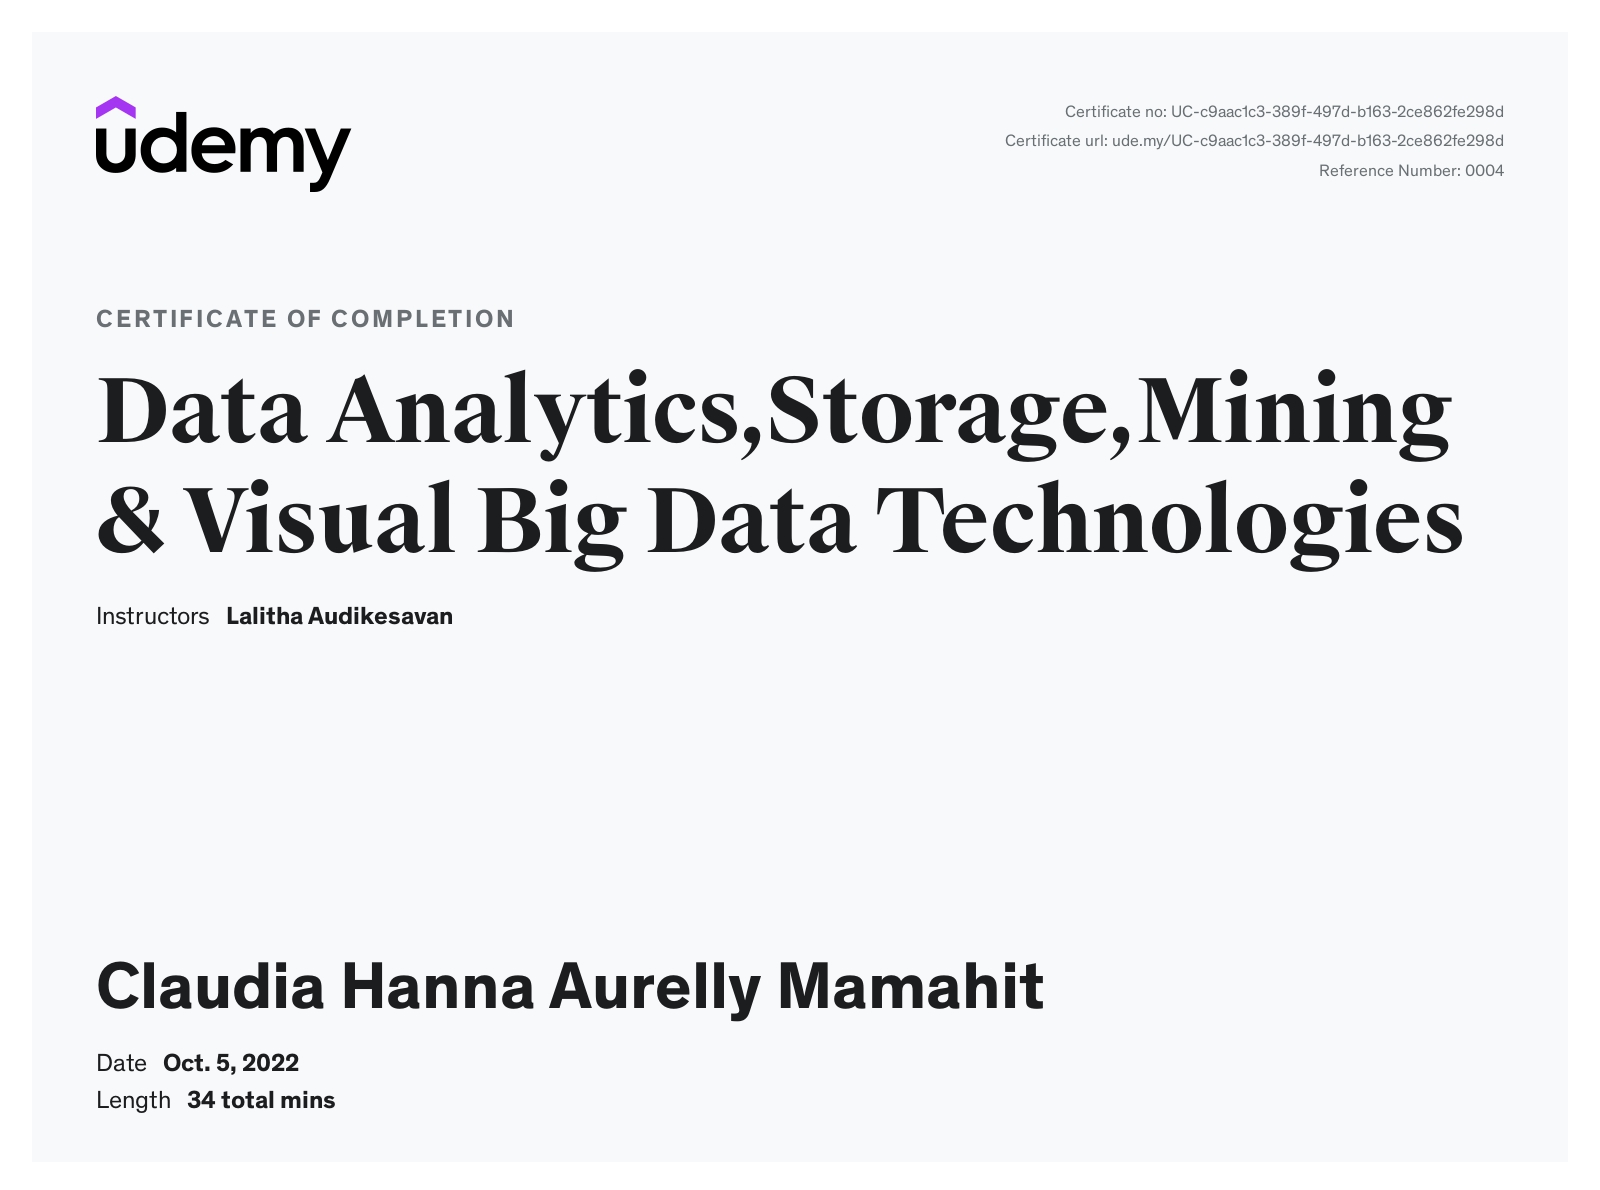 udemy
Certificate no: UC-c9aac1c3-389f-497d-b163-2ce862fe298d
Certificate url: ude.my/UC-c9aac1c3-389f-497d-b163-2ce862fe298d
Reference Number: 0004
CERTIFICATE OF COMPLETION
Data Analytics,Storage,Mining
& Visual Big Data Technologies
Instructors Lalitha Audikesavan
Claudia Hanna Aurelly Mamahit
Date Oct. 5, 2022
Length 34 total mins